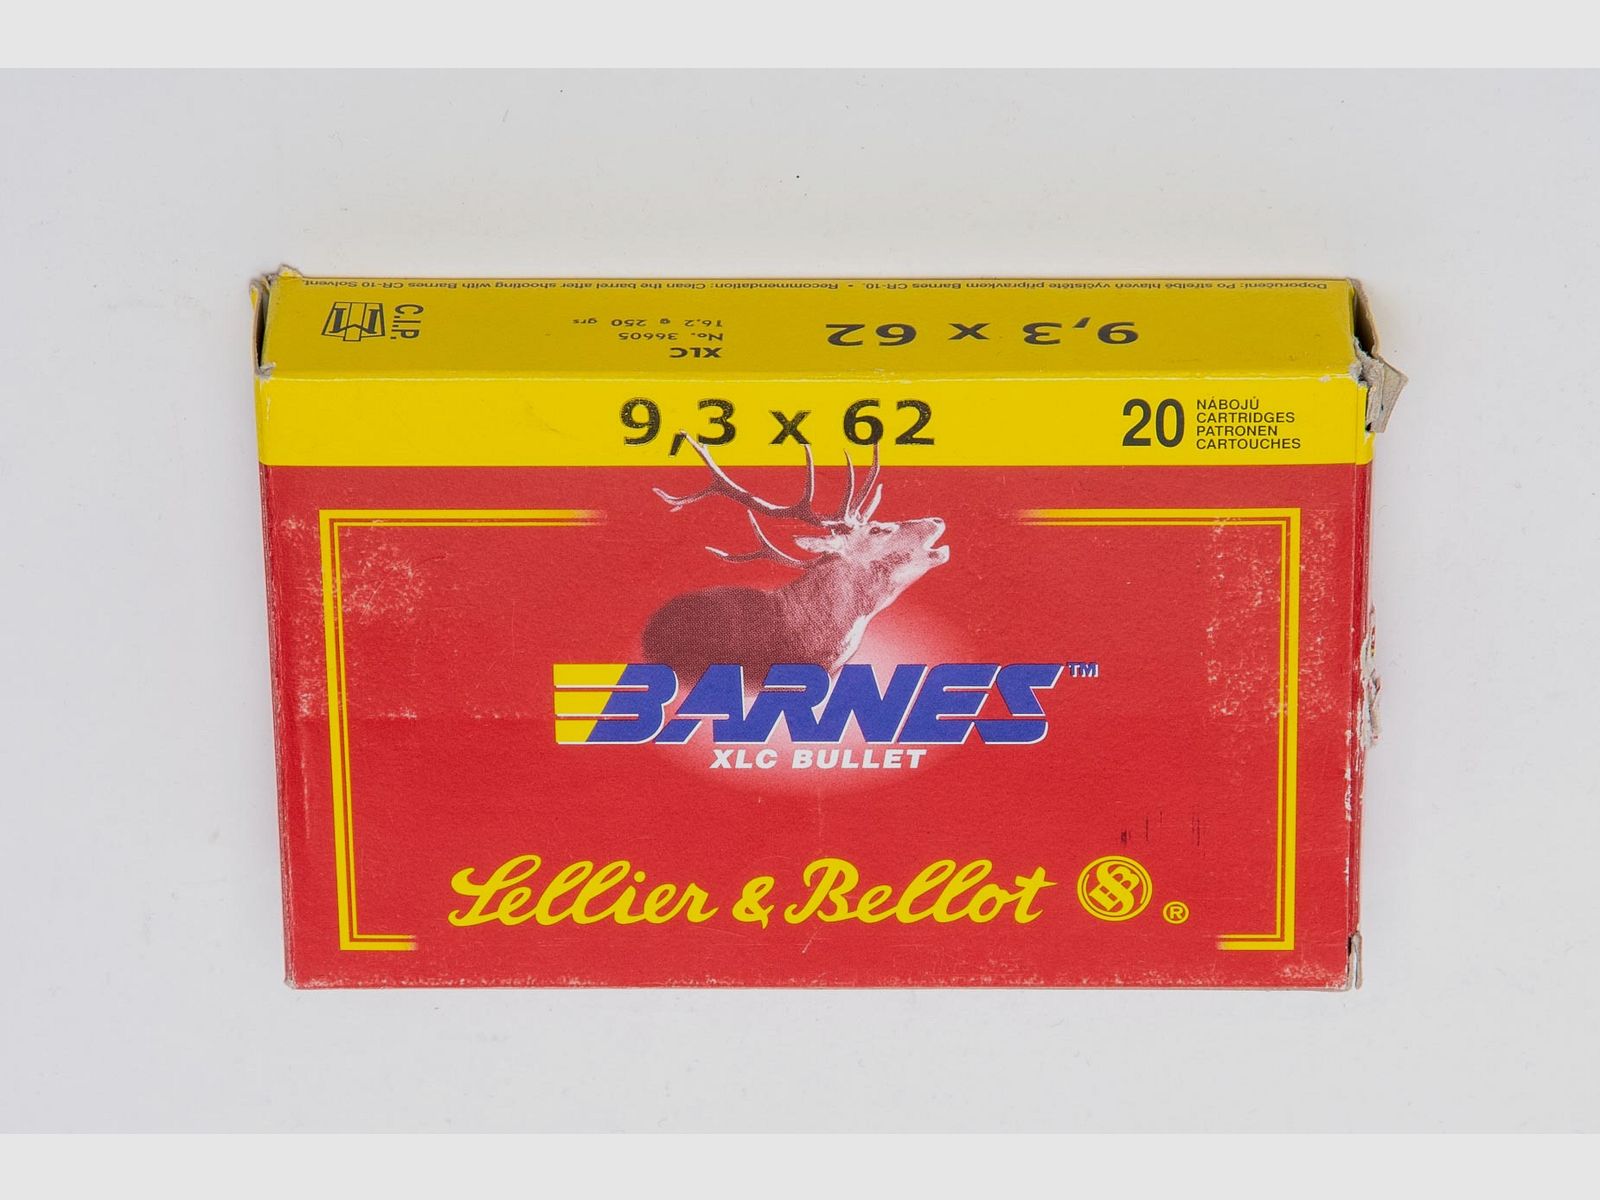 Doporučení: Po střelbě hlaveň vyčistěte přípravkem Barnes CR-10. • Recommendation: Clean the barrel after shooting with Barnes CR-10 Solvent.
9,3 x 62
XLC
No. 36605
16.2 g 250 grs
C.I.P.
9,3 x 62
20 NÁBOJŮ
CARTRIDGES
PATRONEN
CARTOUCHES
BARNES™
XLC BULLET
Lellier & Bellot ®